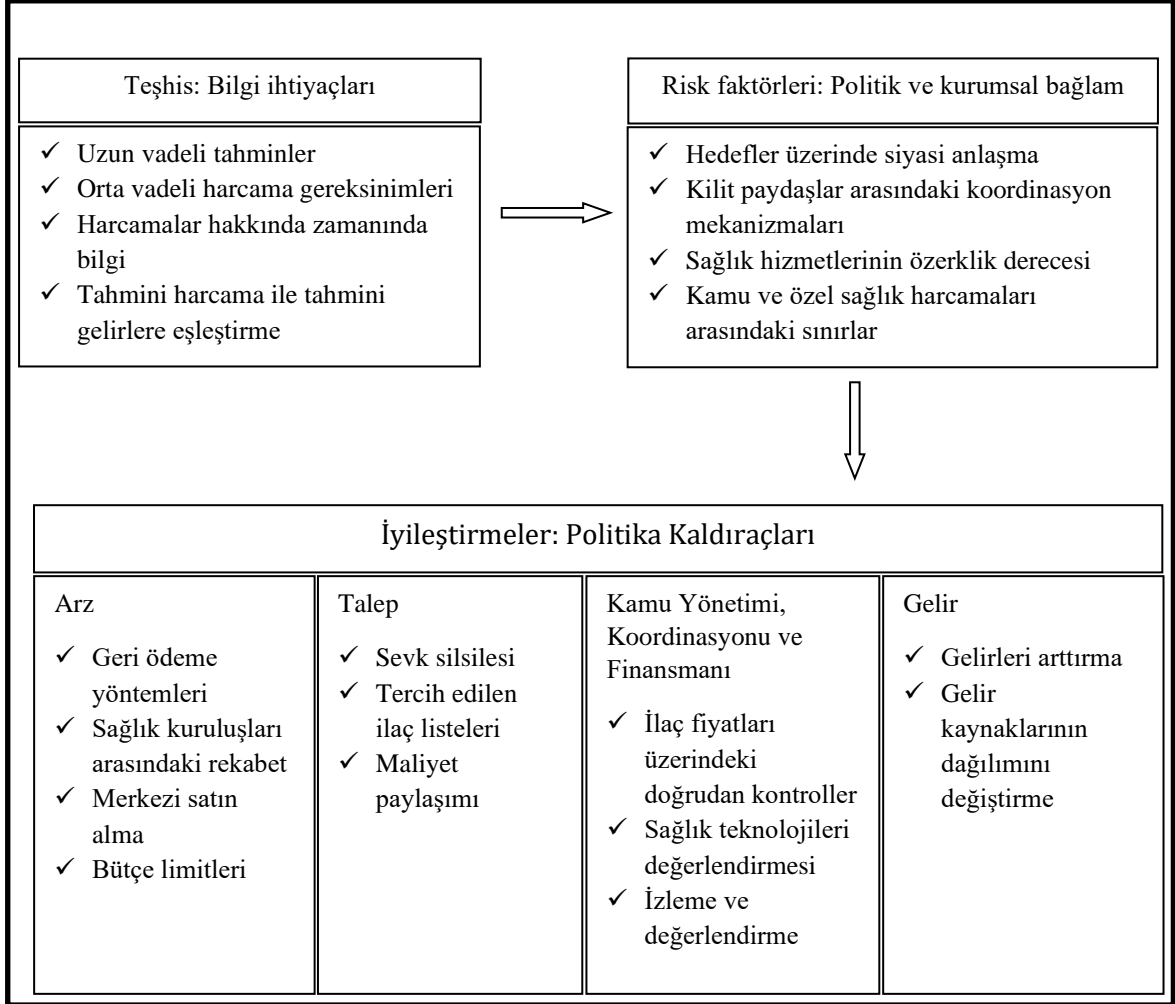 Teşhis: Bilgi ihtiyaçları
✓ Uzun vadeli tahminler
✓ Orta vadeli harcama gereksinimleri
✓ Harcamalar hakkında zamanında
bilgi
✓ Tahmini harcama ile tahmini
gelirlere eşleştirme
Risk faktörleri: Politik ve kurumsal bağlam
✓ Hedefler üzerinde siyasi anlaşma
✓ Kilit paydaşlar arasındaki koordinasyon
mekanizmaları
✓ Sağlık hizmetlerinin özerklik derecesi
✓ Kamu ve özel sağlık harcamaları
arasındaki sınırlar
İyileştirmeler: Politika Kaldıraçları
Arz
✓ Geri ödeme
yöntemleri
✓ Sağlık kuruluşları
arasındaki rekabet
✓ Merkezi satın
alma
✓ Bütçe limitleri
Talep
✓ Sevk silsilesi
✓ Tercih edilen
ilaç listeleri
✓ Maliyet
paylaşımı
Kamu Yönetimi,
Koordinasyonu ve
Finansmanı
✓ İlaç fiyatları
üzerindeki
doğrudan kontroller
✓ Sağlık teknolojileri
değerlendirmesi
✓ İzleme ve
değerlendirme
Gelir
✓ Gelirleri arttırma
✓ Gelir
kaynaklarının
dağılımını
değiştirme